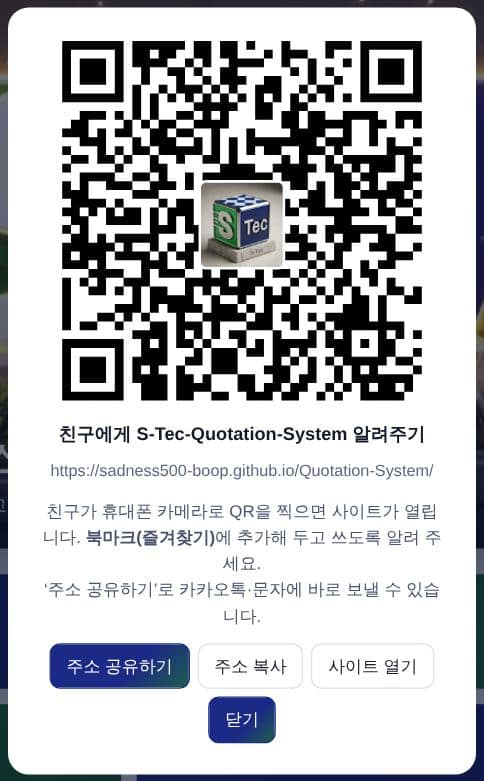 S
Tec
S-Tec
친구에게 S-Tec-Quotation-System 알려주기
https://sadness500-boop.github.io/Quotation-System/
친구가 휴대폰 카메라로 QR을 찍으면 사이트가 열립
니다. 북마크(즐겨찾기)에 추가해 두고 쓰도록 알려 주
세요.
‘주소 공유하기’로 카카오톡·문자에 바로 보낼 수 있습
니다.
주소 공유하기
주소 복사
사이트 열기
닫기